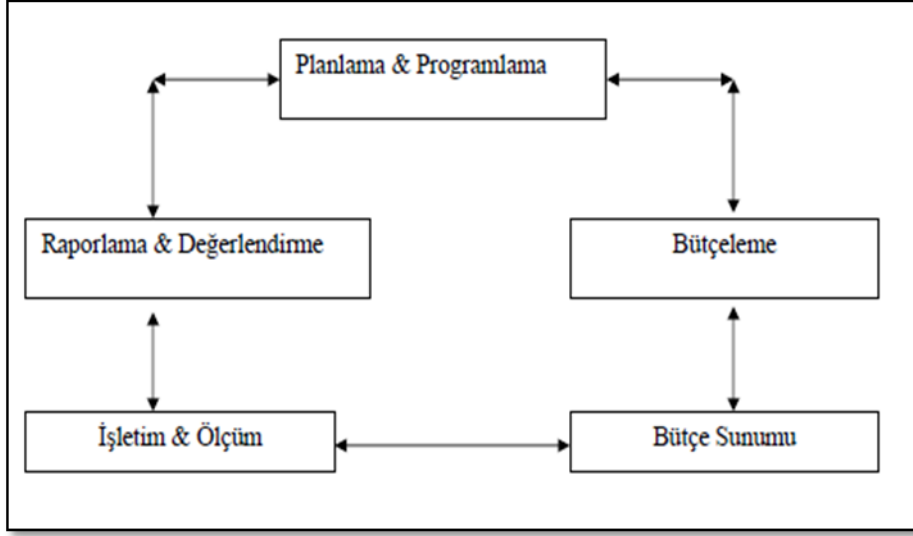 Planlama & Programlama
Raporlama & Değerlendirme
Bütçeleme
İşletim & Ölçüm
Bütçe Sunumu